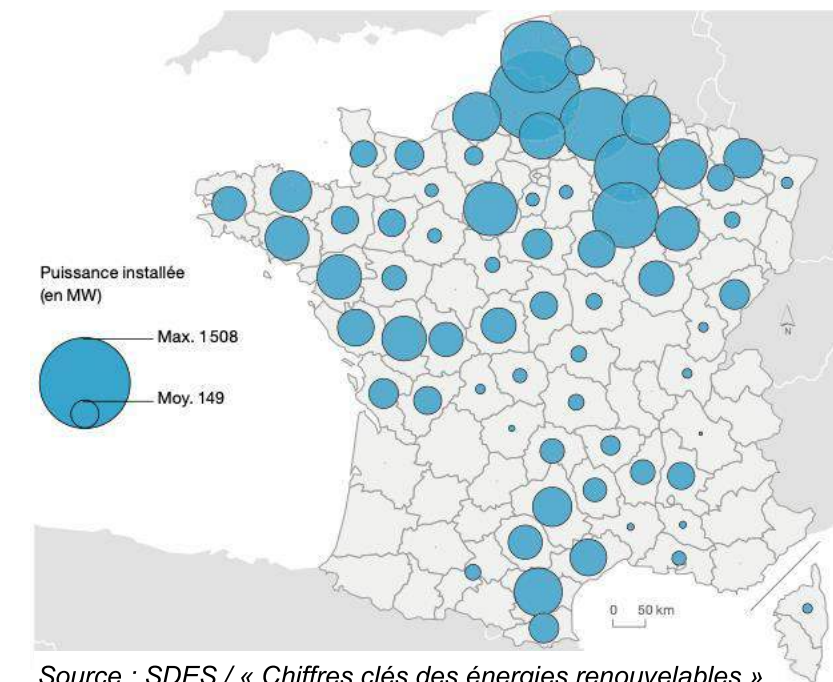 Puissance installée
(en MW)
Max. 1508
Moy. 149
N
0 50 km
Source : SDES / « Chiffres clés des énergies renouvelables »